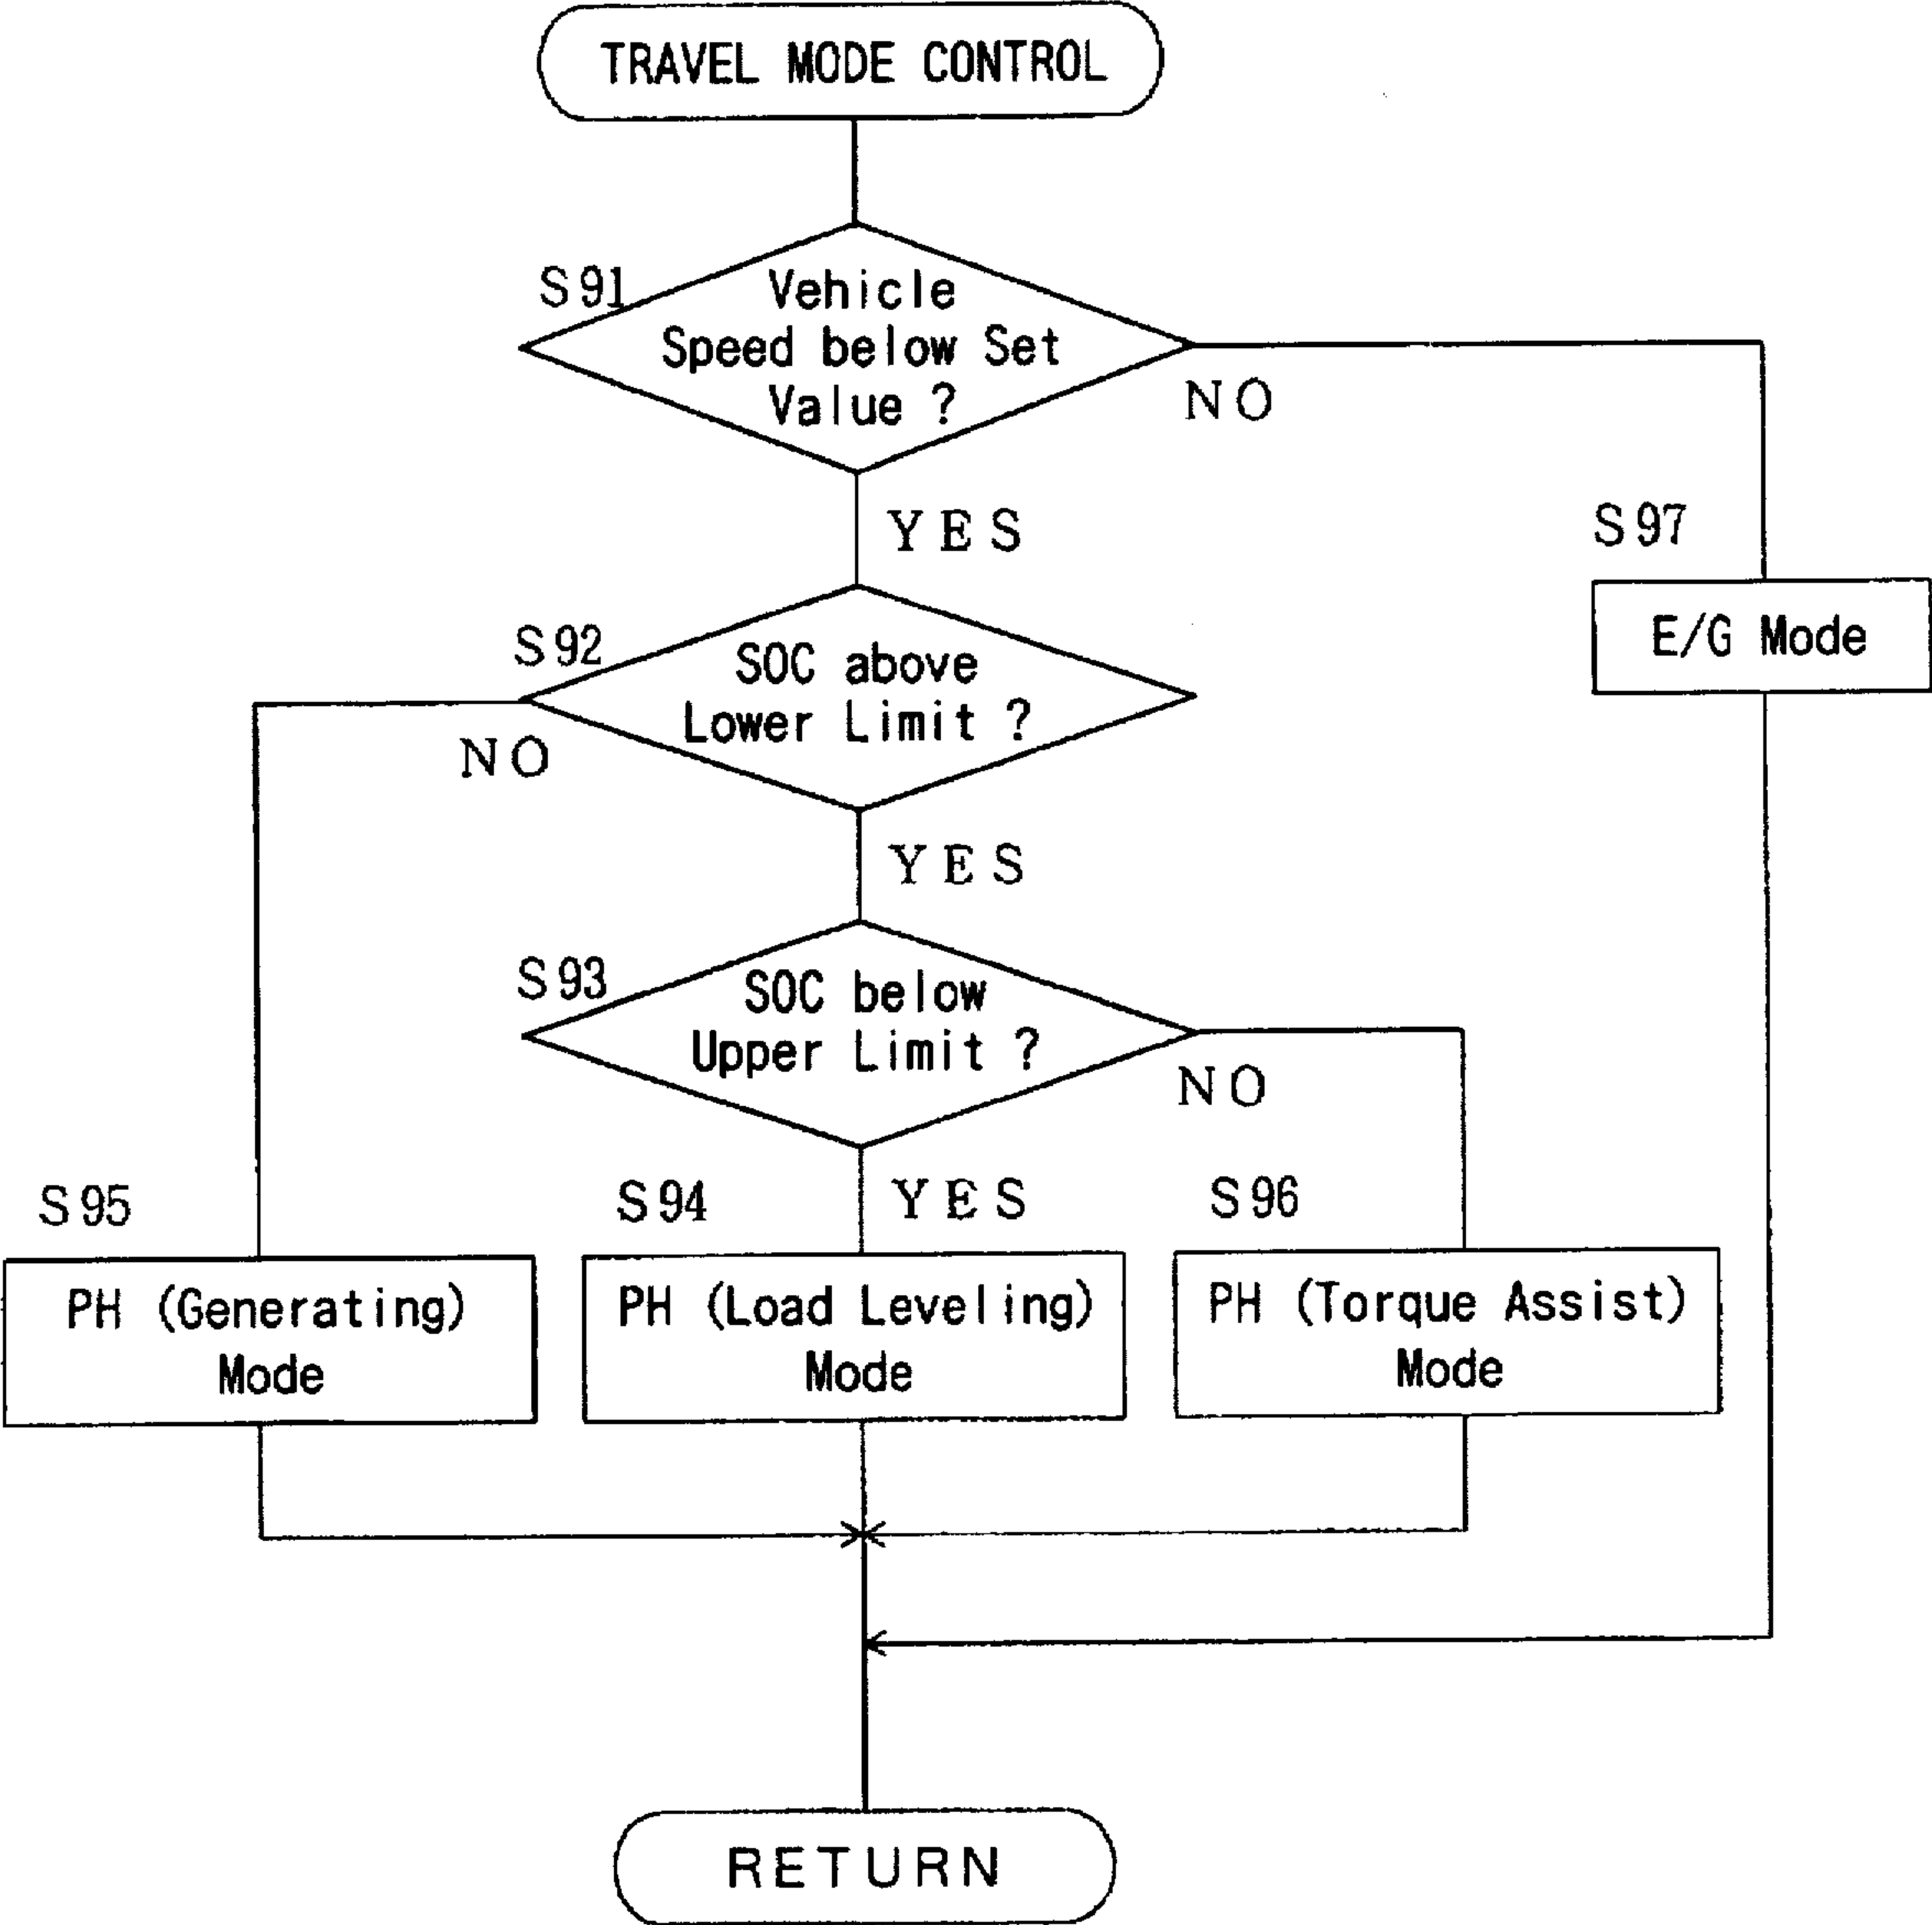 TRAVEL MODE CONTROL
S91
Vehicle
Speed below Set
Value ?
NO
YES
S97
E/G Mode
S92
SOC above
Lower Limit ?
NO
YES
S93
SOC below
Upper Limit ?
NO
S95
S94
YES
S96
PH (Generating)
Mode
PH (Load Leveling)
Mode
PH (Torque Assist)
Mode
RETURN